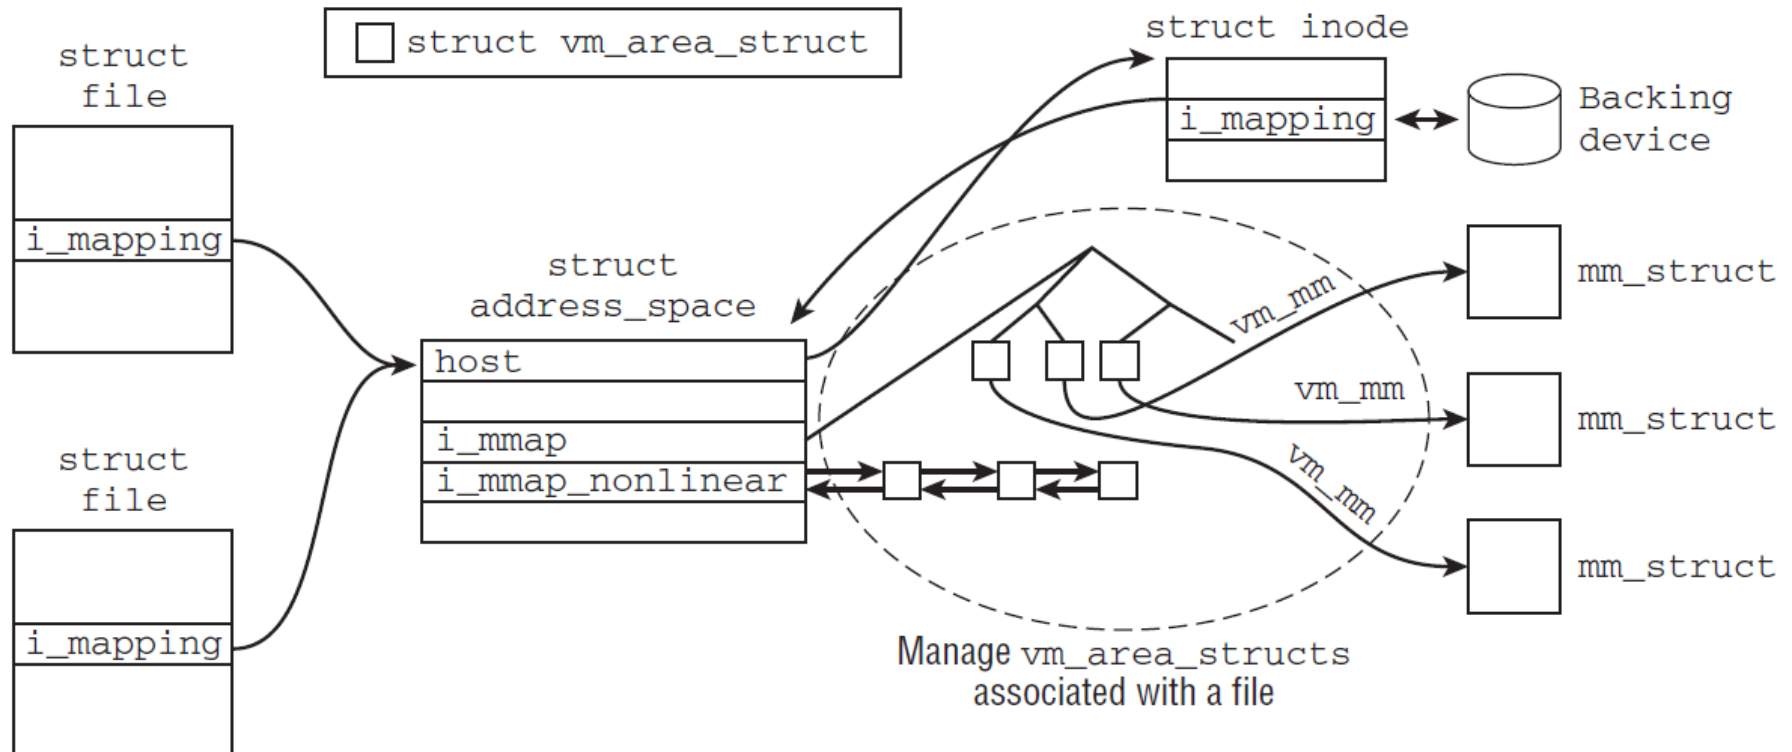 struct
file
i_mapping
struct
file
i_mapping
struct vm_area_struct
struct
address_space
host
i_mmap
i_mmap_nonlinear
struct inode
i_mapping
Backing
device
vm_mm
vm_mm
vm_mm
mm_struct
mm_struct
mm_struct
Manage vm_area_structs
associated with a file